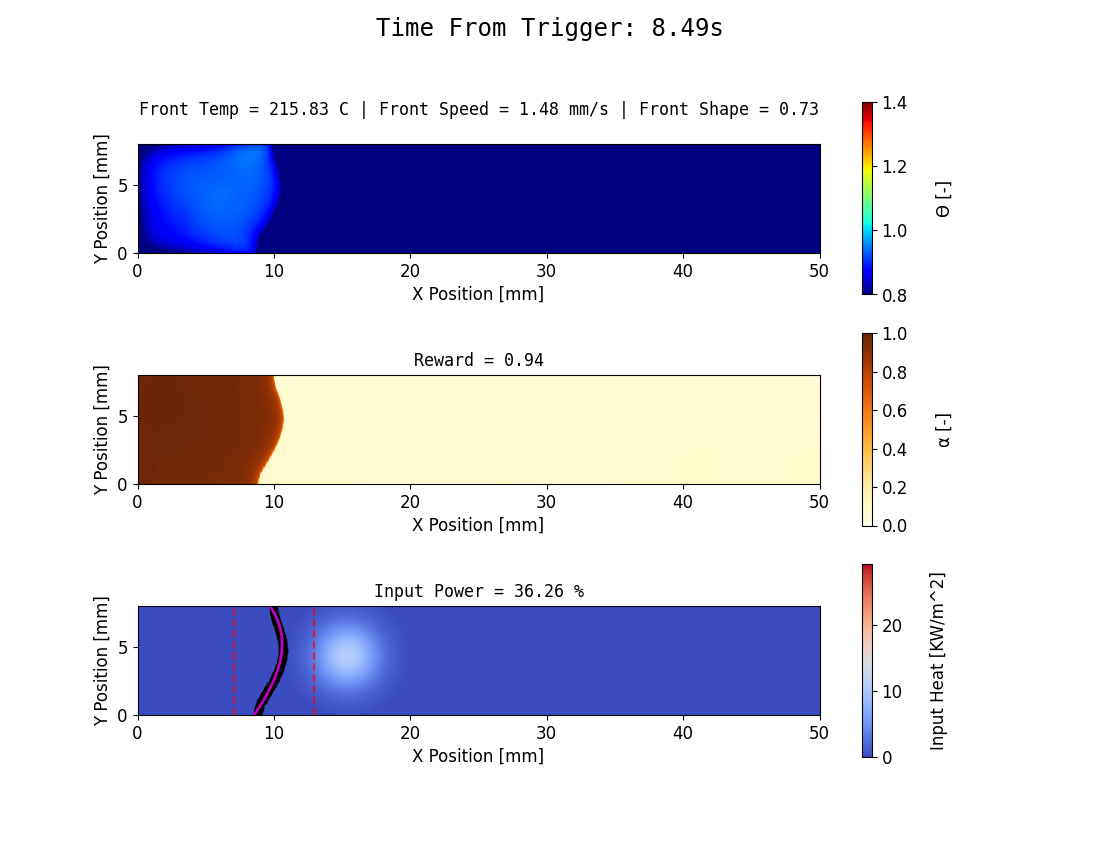 Time From Trigger: 8.49s
Front Temp = 215.83 C | Front Speed = 1.48 mm/s | Front Shape = 0.73
Y Position [mm]
5
0
0 10 20 30 40 50
X Position [mm]
1.4
1.2
1.0
0.8
Θ [-]
Reward = 0.94
Y Position [mm]
5
0
0 10 20 30 40 50
X Position [mm]
1.0
0.8
0.6
0.4
0.2
0.0
α [-]
Input Power = 36.26 %
Y Position [mm]
5
0
0 10 20 30 40 50
X Position [mm]
20
10
0
Input Heat [KW/m^2]